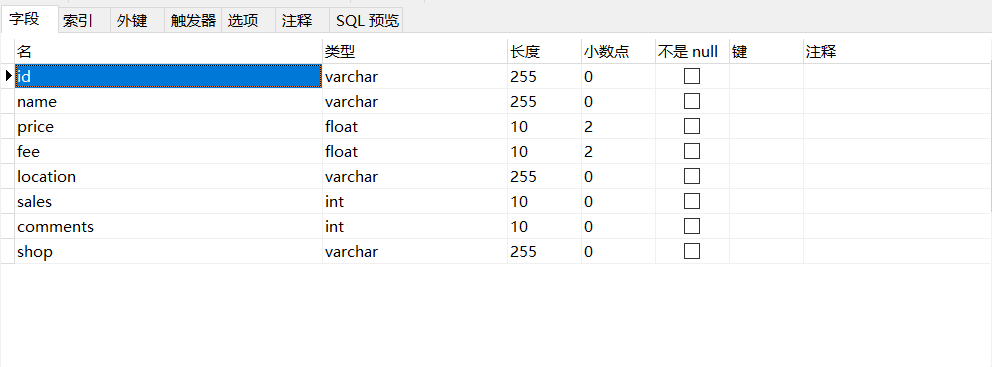 字段 索引 外键 触发器 选项 注释 SQL 预览
名 类型 长度 小数点 不是 null 键 注释
id varchar 255 0
name varchar 255 0
price float 10 2
fee float 10 2
location varchar 255 0
sales int 10 0
comments int 10 0
shop varchar 255 0